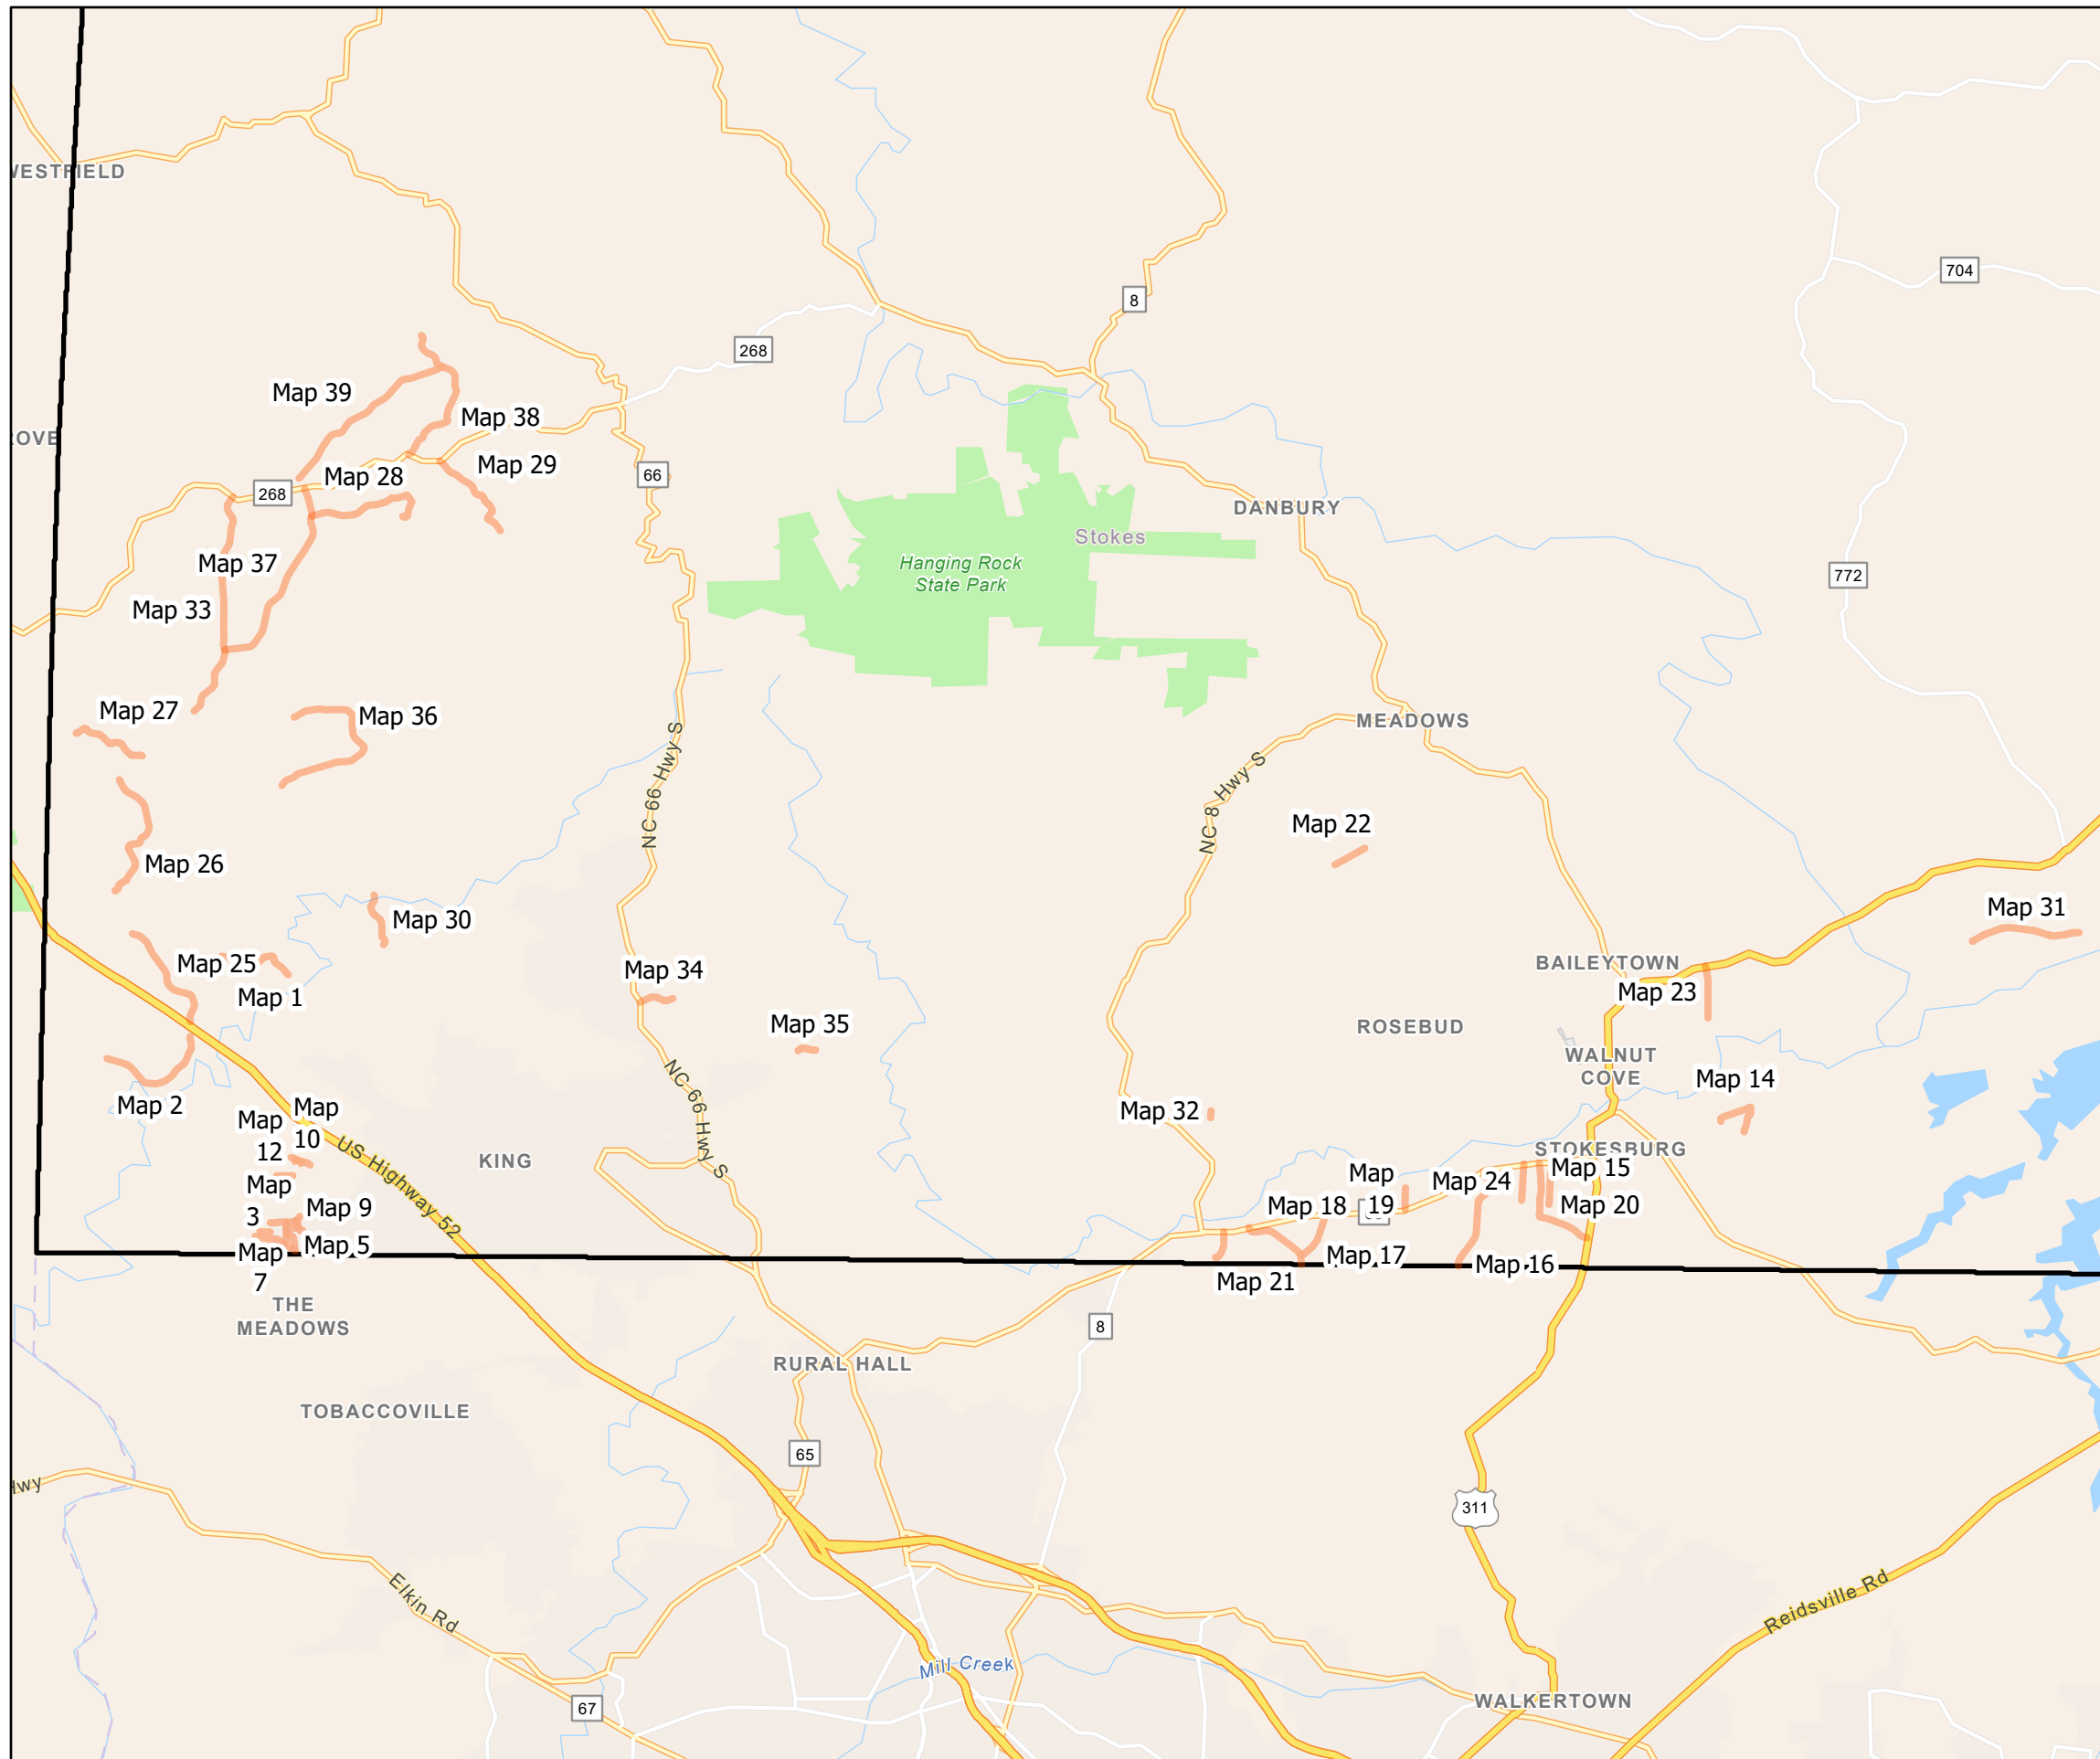 WESTFIELD
704
8
268
Map 39
Map 38
OVE
Map 29
Map 28
66
268
DANBURY
Stokes
Hanging Rock
State Park
Map 37
772
Map 33
Map 27
Map 36
MEADOWS
NC 66 Hwy S
NC 8 Hwy S
Map 22
Map 26
Map 31
Map 30
Map 25
BAILEYTOWN
Map 34
Map 23
Map 1
Map 35
ROSEBUD
WALNUT
COVE
Map 14
NC 66 Hwy S
Map 2
Map
10
Map
12
Map 32
US Highway 52
KING
STOKESBURG
Map 15
Map
19
Map 24
Map
3
Map 9
Map 18
Map 20
Map 5
Map
7
Map 17
Map 16
Map 21
THE
MEADOWS
8
RURAL HALL
TOBACCOVILLE
65
Hwy
311
Elkin Rd
Reidsville Rd
Mill Creek
67
WALKERTOWN